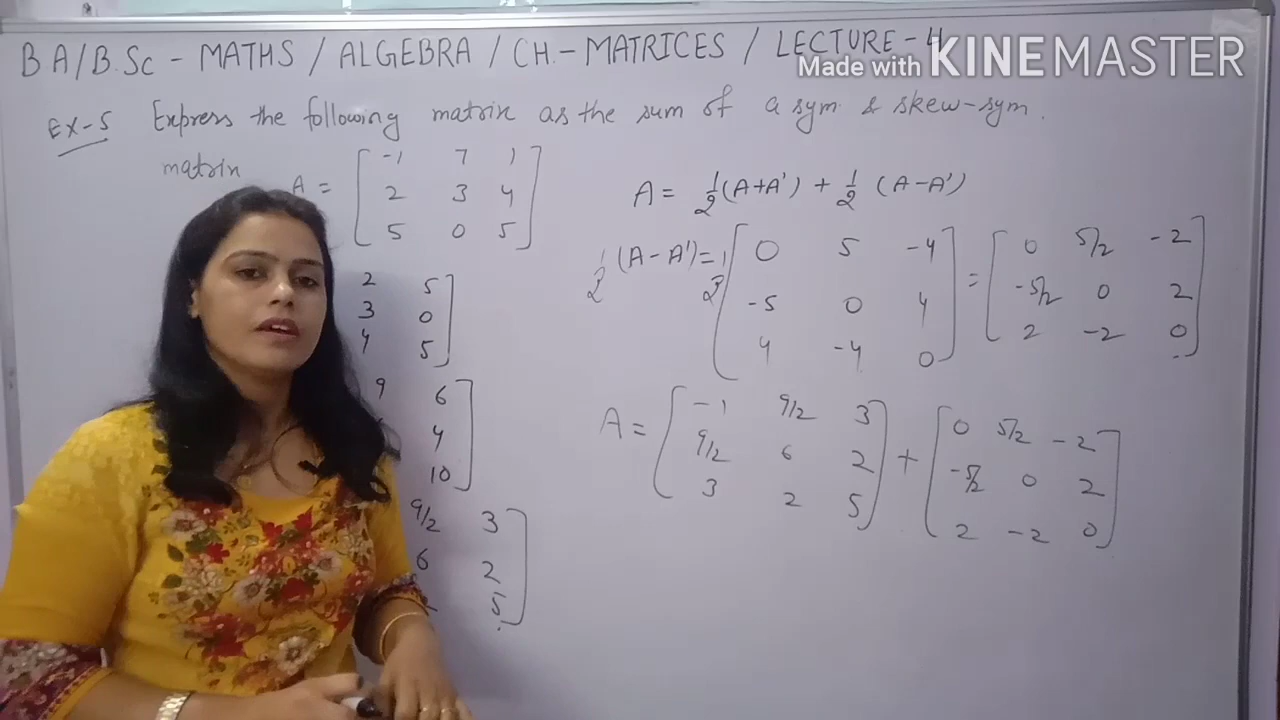 BA/B.Sc - MATHS / ALGEBRA / CH.- MATRICES / LECTURE - 4
Made with KINEMASTER
Ex-5 Express the following matrix as the sum of a sym. & skew-sym.
matrix
A = [ -1 7 1
2 3 4
5 0 5 ]
2 5
3 0
4 5 ]
9 6
4
10 ]
9/2 3
6 2
5 ]
A = 1/2 (A+A') + 1/2 (A-A')
1/2 (A-A') = 1/2 [ 0 5 -4
-5 0 4
4 -4 0 ]
= [ 0 5/2 -2
-5/2 0 2
2 -2 0 ]
A = [ -1 9/2 3
9/2 6 2
3 2 5 ]
+ [ 0 5/2 -2
-5/2 0 2
2 -2 0 ]